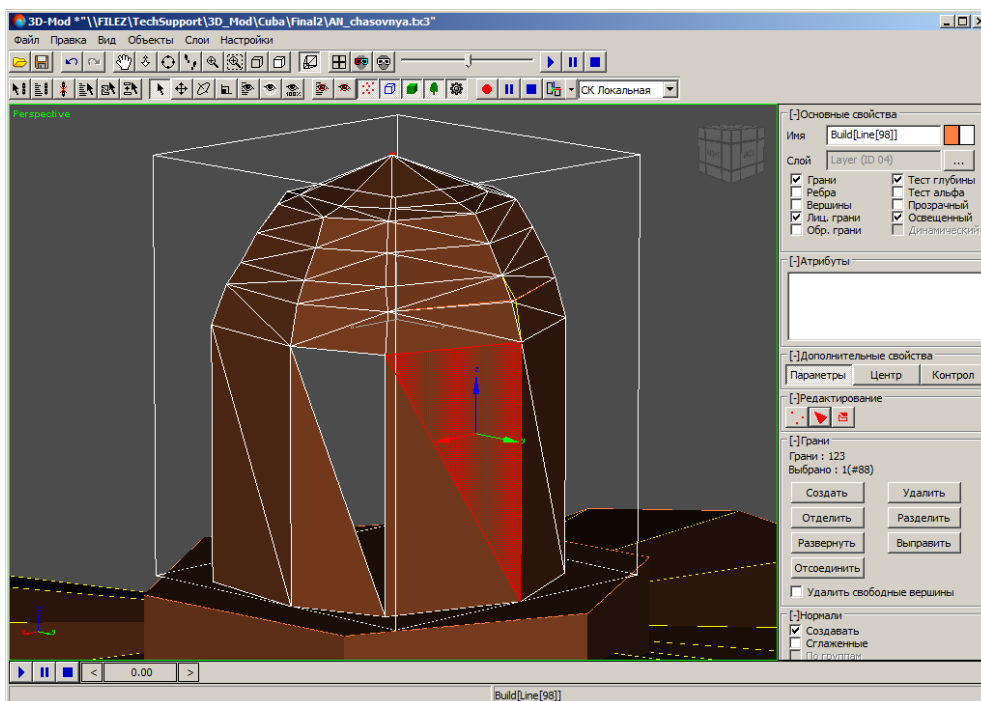 3D-Mod *"\\FILEZ\TechSupport\3D_Mod\Cuba\Final2\AN_chasovnya.tx3"
Файл Правка Вид Объекты Слои Настройки
100%
СК Локальная
Perspective
[-]Основные свойства
Имя Build[Line[98]]
Слой Layer (ID 04) ...
Грани Тест глубины
Ребра Тест альфа
Вершины Прозрачный
Лиц. грани Освещенный
Обр. грани Динамический
[-]Атрибуты
[-]Дополнительные свойства
Параметры Центр Контрол
[-]Редактирование
[-]Грани
Грани : 123
Выбрано : 1(#88)
Создать Удалить
Отделить Разделить
Развернуть Выправить
Отсоединить
Удалить свободные вершины
[-]Нормали
Создавать
Сглаженные
По группам
z
< 0.00 >
Build[Line[98]]